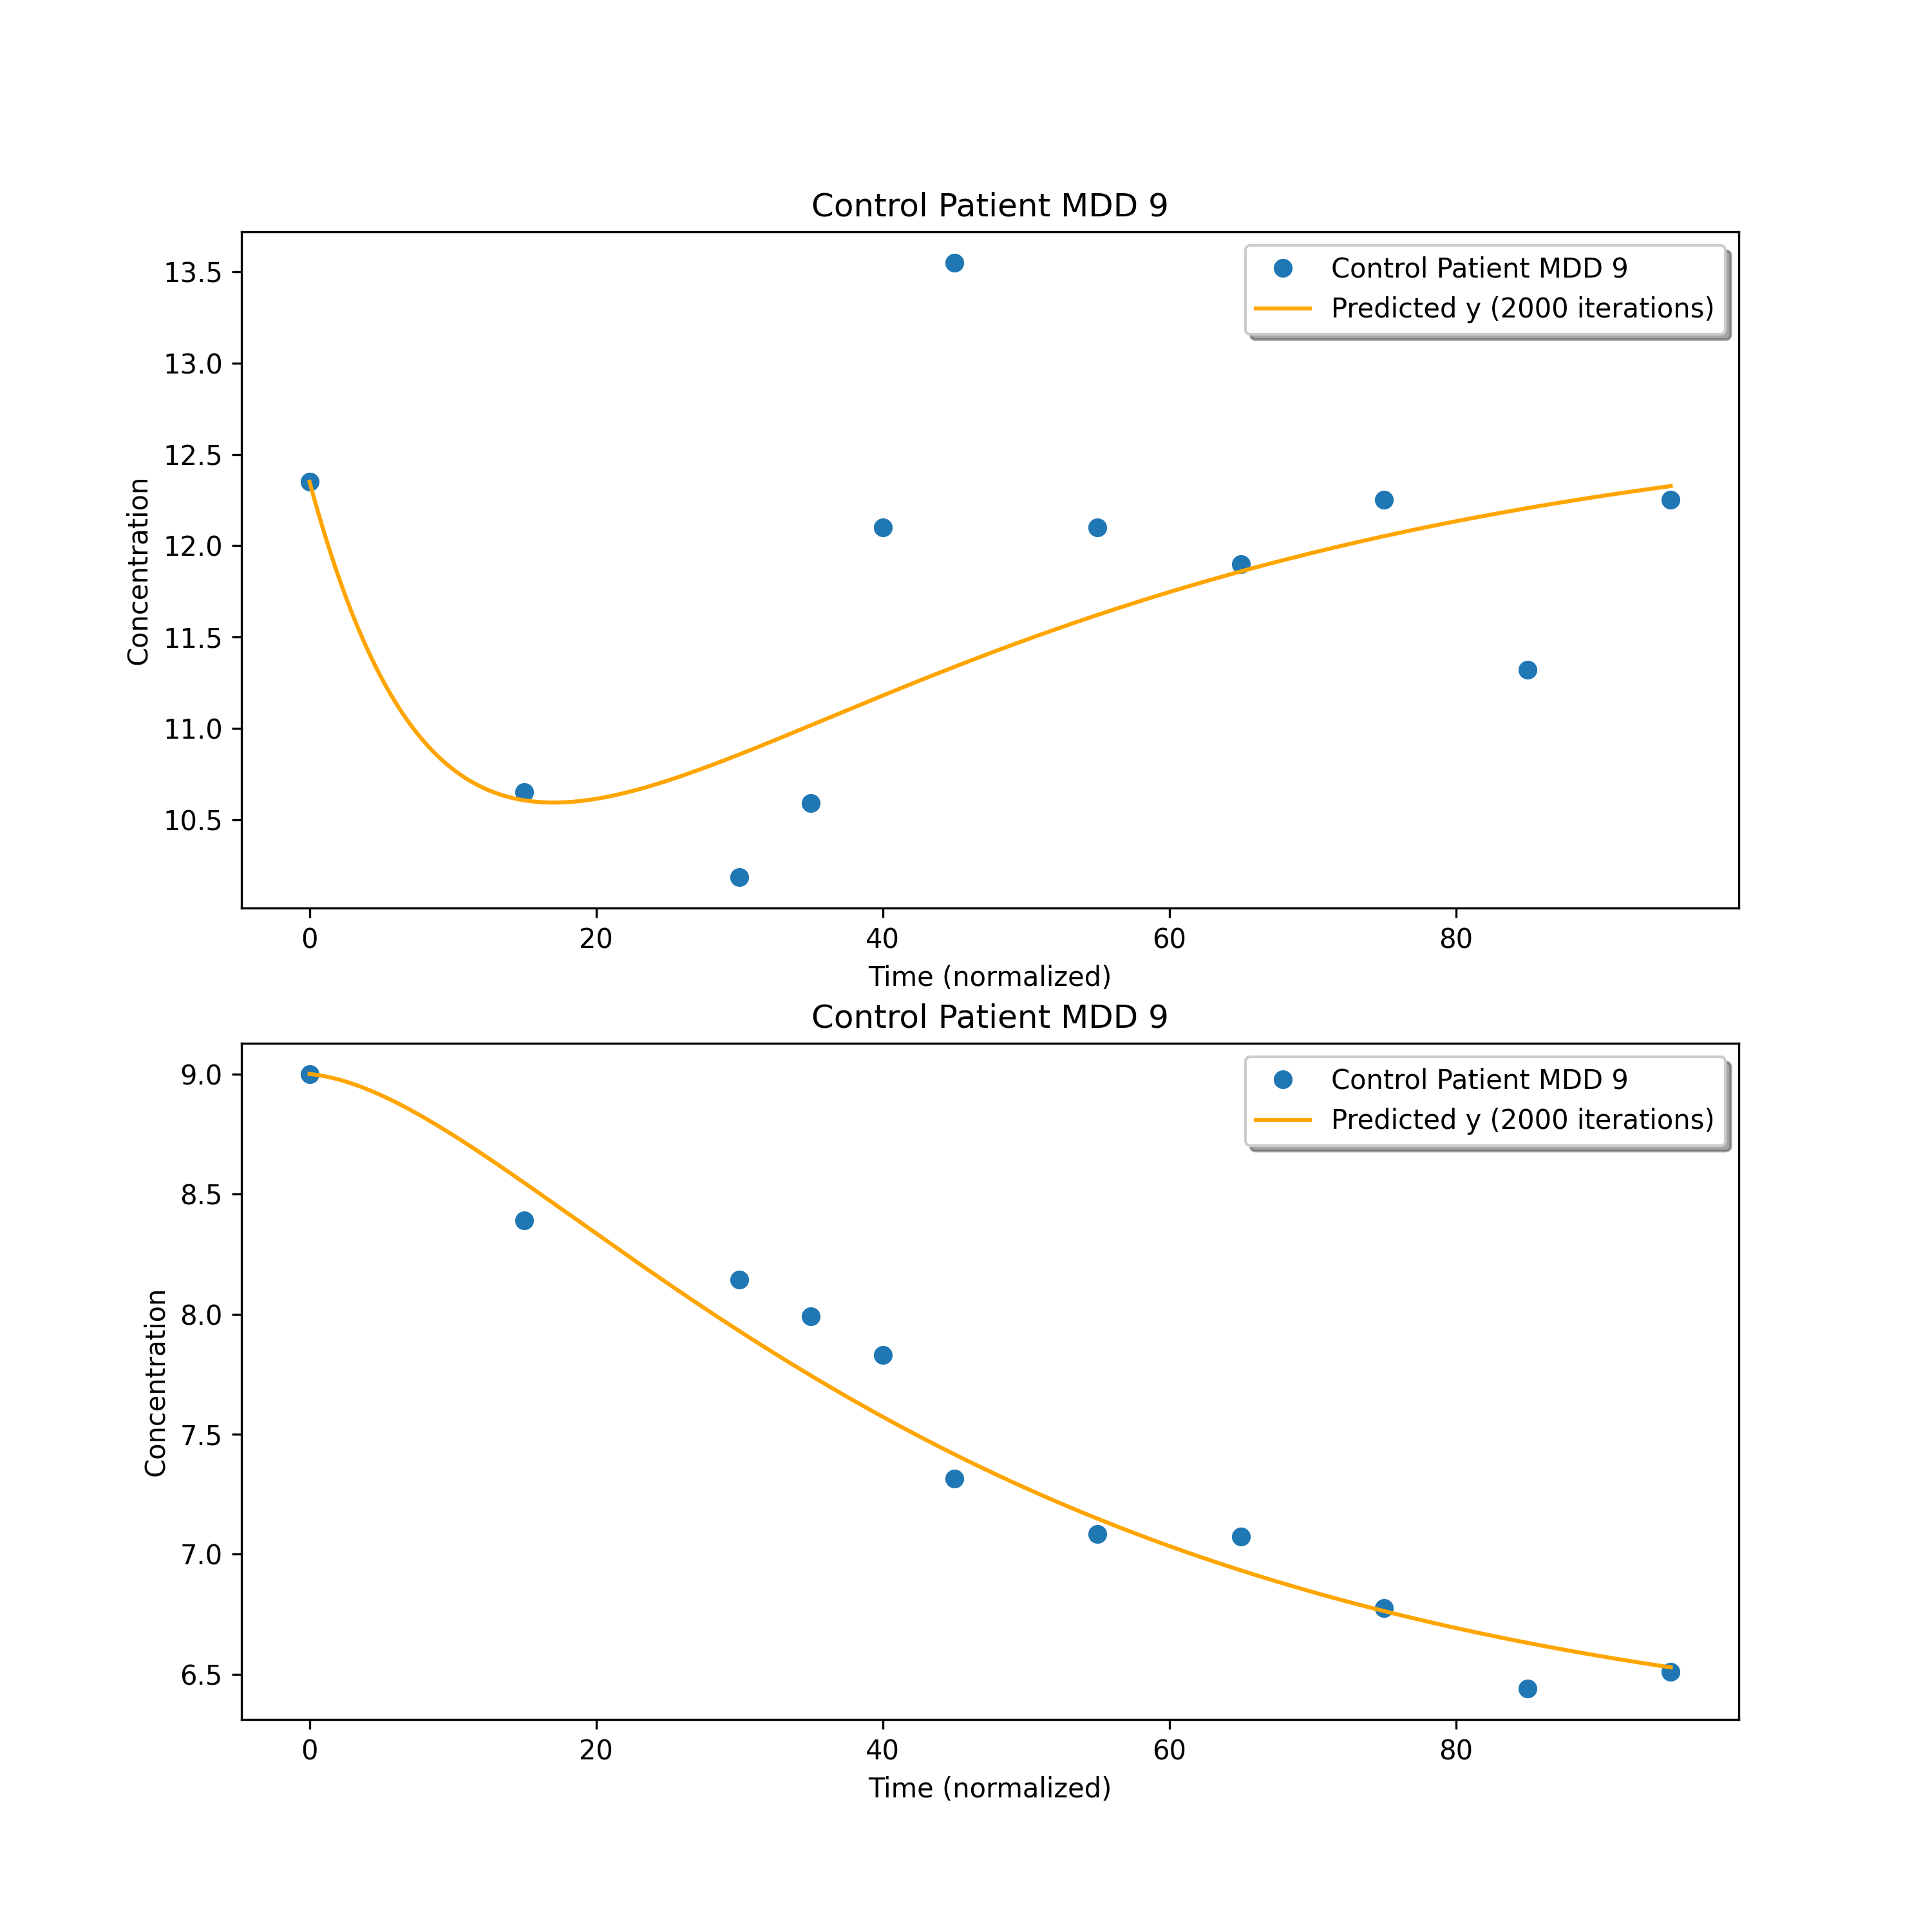 Control Patient MDD 9
Control Patient MDD 9
Predicted y (2000 iterations)
13.5
13.0
12.5
12.0
11.5
11.0
10.5
Concentration
0 20 40 60 80
Time (normalized)
Control Patient MDD 9
Control Patient MDD 9
Predicted y (2000 iterations)
9.0
8.5
8.0
7.5
7.0
6.5
Concentration
0 20 40 60 80
Time (normalized)